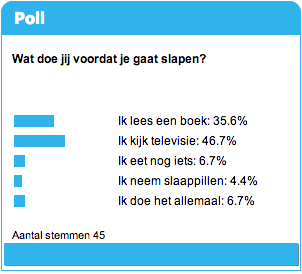 Poll
Wat doe jij voordat je gaat slapen?
Ik lees een boek: 35.6%
Ik kijk televisie: 46.7%
Ik eet nog iets: 6.7%
Ik neem slaappillen: 4.4%
Ik doe het allemaal: 6.7%
Aantal stemmen 45